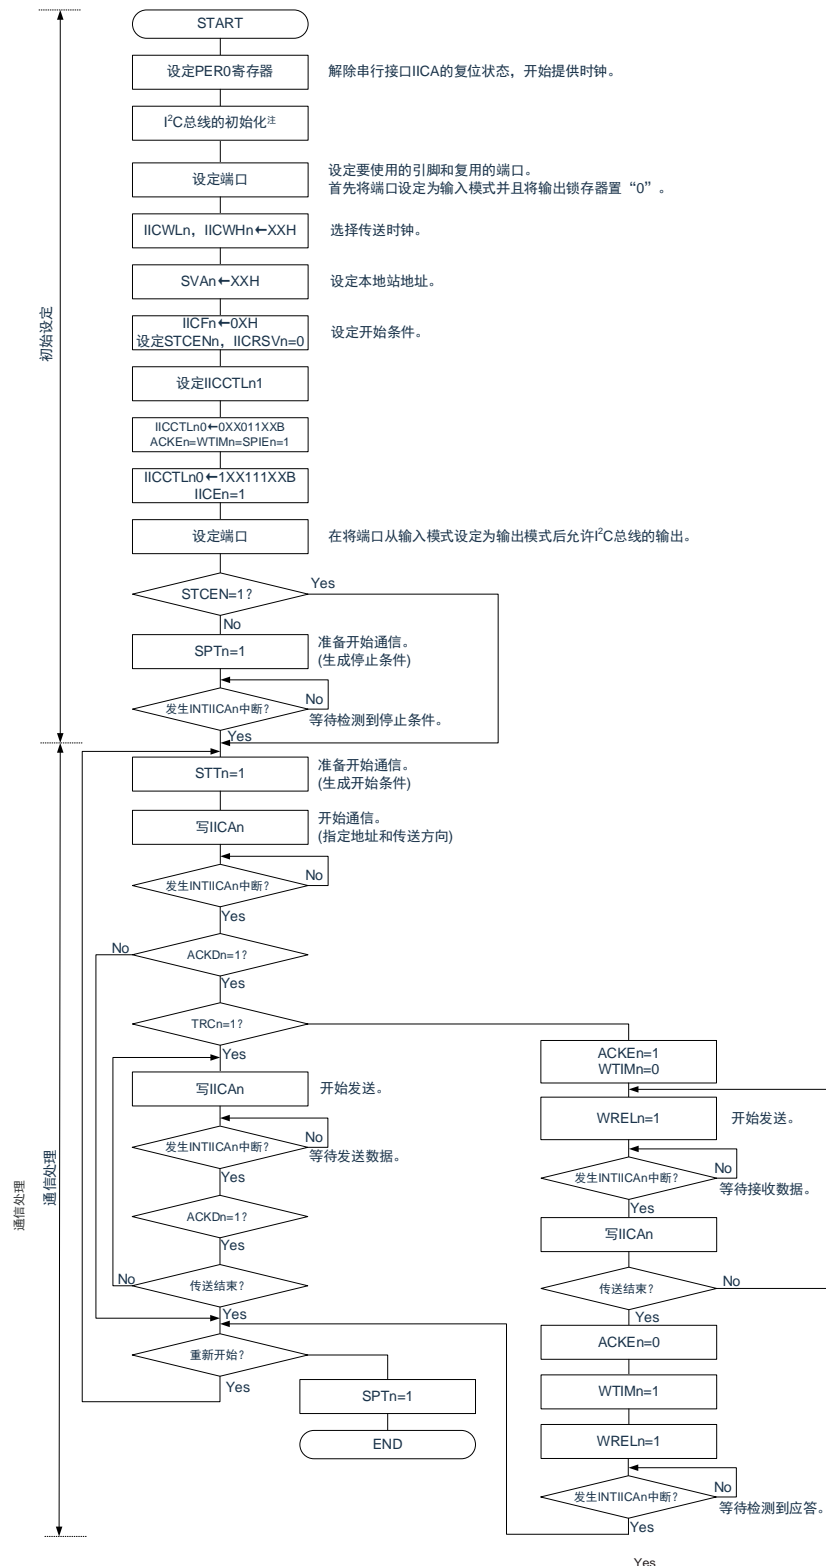 START
设定PER0寄存器
解除串行接口IICA的复位状态，开始提供时钟。
I²C总线的初始化注
设定端口
设定要使用的引脚和复用的端口。
首先将端口设定为输入模式并且将输出锁存器置“0”。
IICWLn，IICWHn←XXH
选择传送时钟。
SVAn←XXH
设定本地站地址。
IICFn←0XH
设定STCENn，IICRSVn=0
设定开始条件。
设定IICCTLn1
IICCTLn0←0XX011XXB
ACKEn=WTIMn=SPIEn=1
IICCTLn0←1XX111XXB
IICEn=1
设定端口
在将端口从输入模式设定为输出模式后允许I²C总线的输出。
初始设定
STCEN=1?
Yes
No
SPTn=1
准备开始通信。
(生成停止条件)
发生INTIICAn中断?
No
等待检测到停止条件。
Yes
STTn=1
准备开始通信。
(生成开始条件)
写IICAn
开始通信。
(指定地址和传送方向)
发生INTIICAn中断?
No
Yes
ACKDn=1?
No
Yes
TRCn=1?
Yes
写IICAn
开始发送。
发生INTIICAn中断?
No
等待发送数据。
Yes
ACKDn=1?
Yes
传送结束?
No
Yes
重新开始?
Yes
SPTn=1
END
通信处理
通信处理
ACKEn=1
WTIMn=0
WRELn=1
开始发送。
发生INTIICAn中断?
No
等待接收数据。
Yes
写IICAn
传送结束?
No
Yes
ACKEn=0
WTIMn=1
WRELn=1
发生INTIICAn中断?
No
等待检测到应答。
Yes
Yes